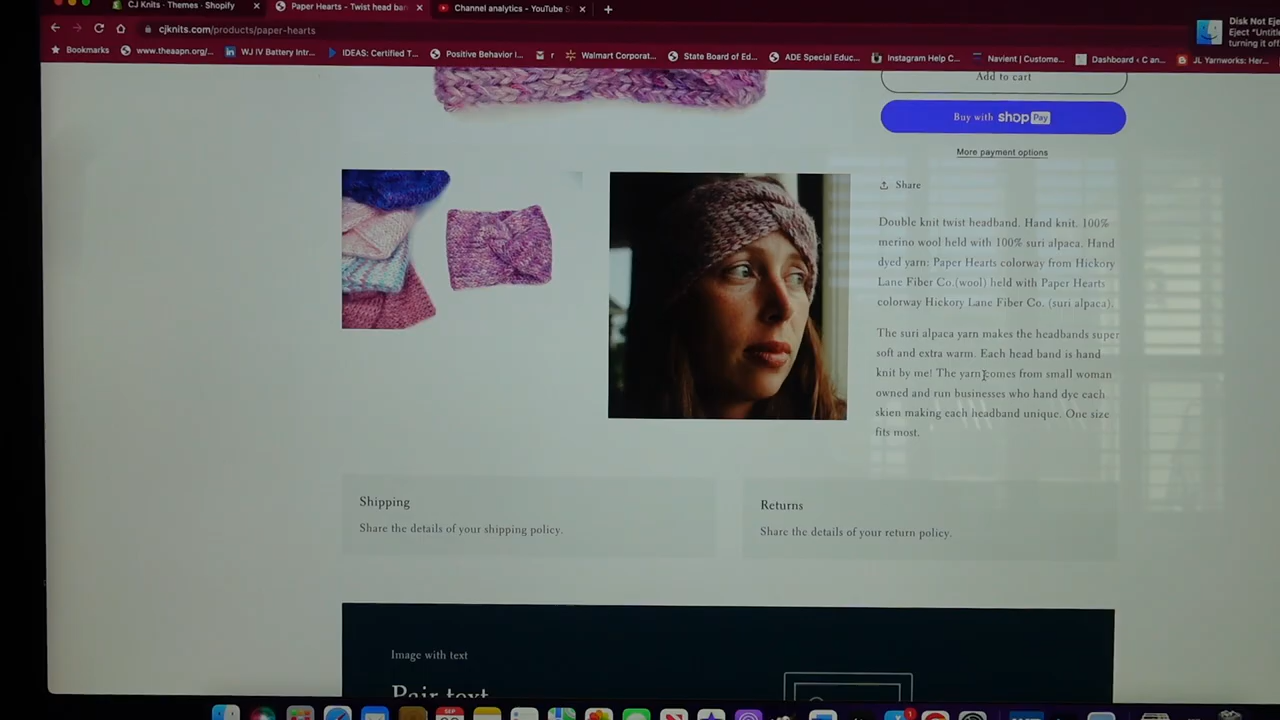 CJ Knits - Themes - Shopify
Paper Hearts - Twist head ban
Channel analytics - YouTube S
cjknits.com/products/paper-hearts
Disk Not Eje
Eject "Untitle
turning it off
Bookmarks
www.theaapn.org/...
WJ IV Battery Intr...
IDEAS: Certified T...
Positive Behavior I...
r
Walmart Corporat...
State Board of Ed...
ADE Special Educ...
Instagram Help C...
Navient | Custome...
Dashboard ‹ C an...
JL Yarnworks: Her...
Add to cart
Buy with shop Pay
More payment options
Share
Double knit twist headband. Hand knit. 100%
merino wool held with 100% suri alpaca. Hand
dyed yarn: Paper Hearts colorway from Hickory
Lane Fiber Co.(wool) held with Paper Hearts
colorway Hickory Lane Fiber Co. (suri alpaca).
The suri alpaca yarn makes the headbands super
soft and extra warm. Each head band is hand
knit by me! The yarn comes from small woman
owned and run businesses who hand dye each
skien making each headband unique. One size
fits most.
Shipping
Share the details of your shipping policy.
Returns
Share the details of your return policy.
Image with text
Pair text
SEP